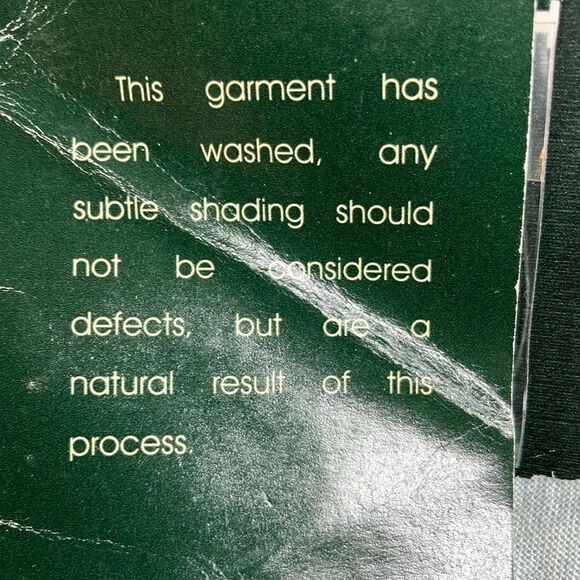 This garment has
been washed, any
subtle shading should
not be considered
defects, but are a
natural result of this
process.